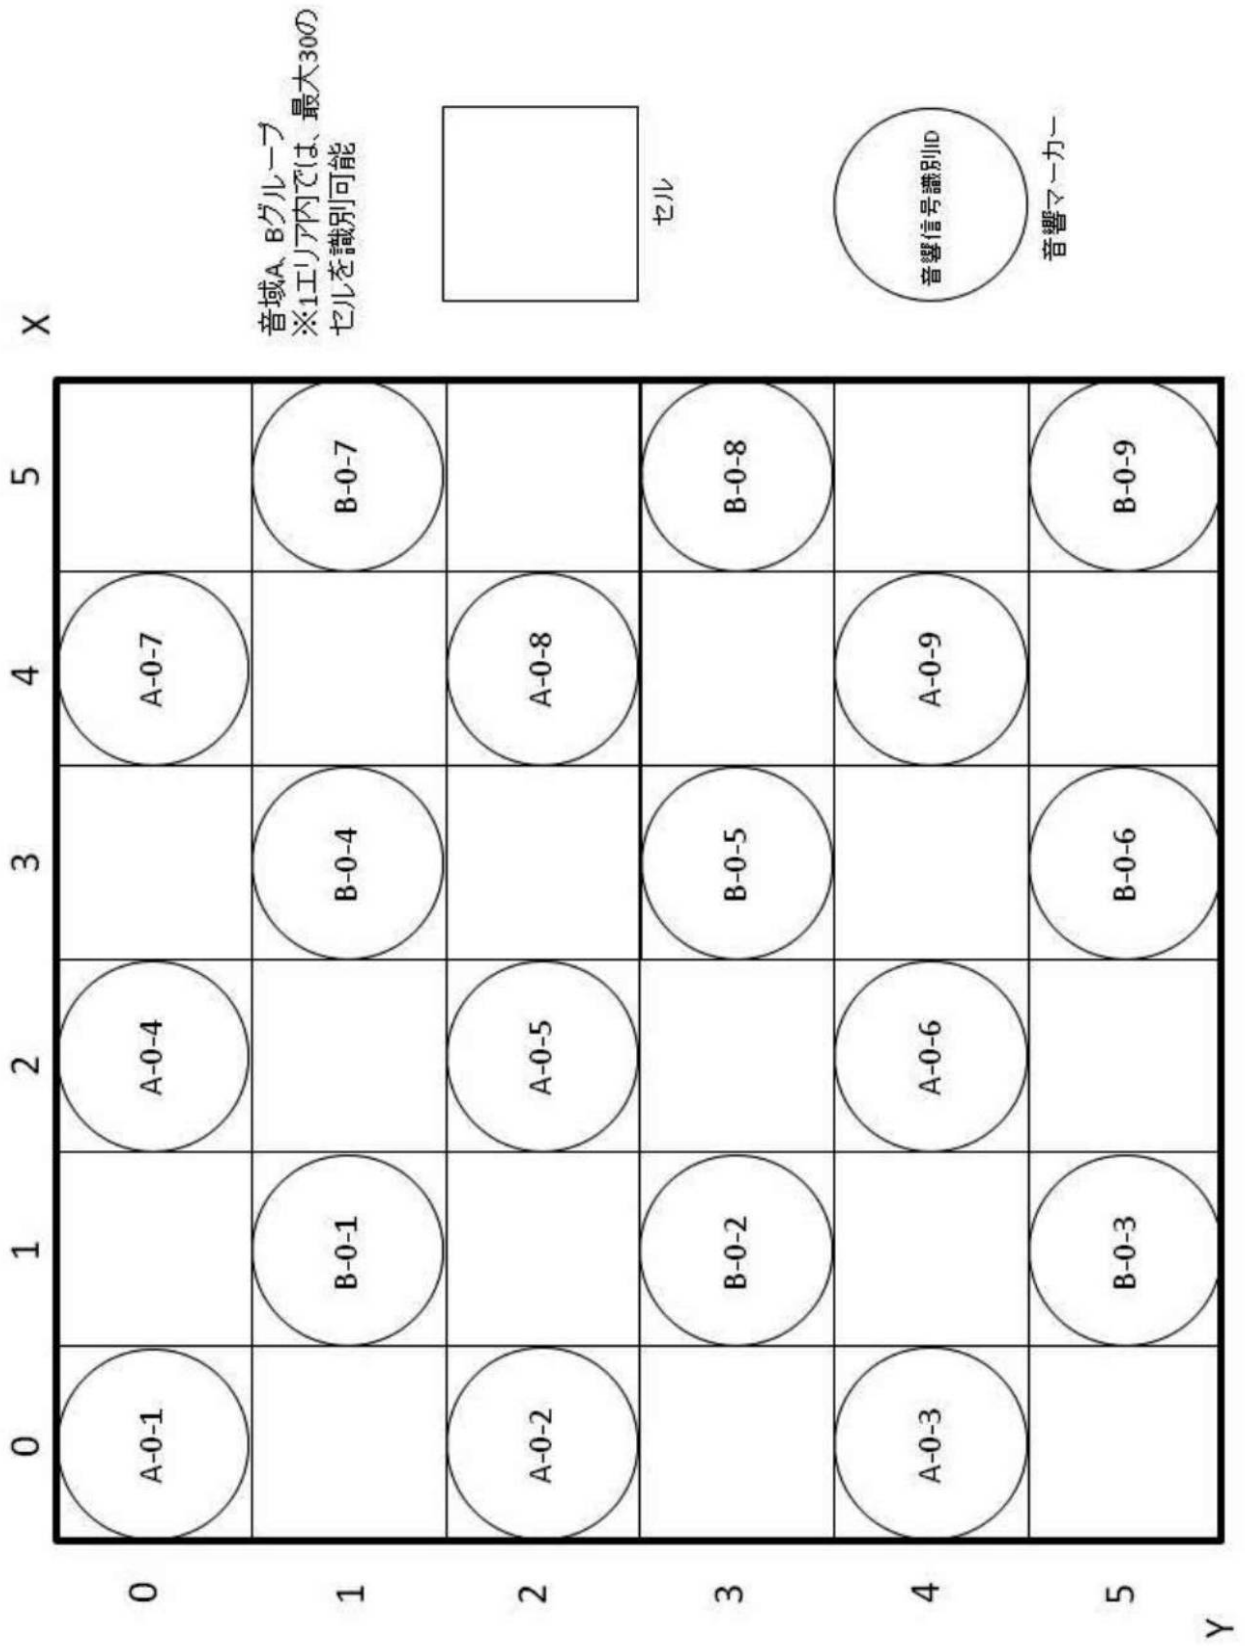 0 1 2 3 4 5 X
0 A-0-1 A-0-4 A-0-7
1 B-0-1 B-0-4 B-0-7
2 A-0-2 A-0-5 A-0-8
3 B-0-2 B-0-5 B-0-8
4 A-0-3 A-0-6 A-0-9
5 B-0-3 B-0-6 B-0-9
Y
音域A、Bグループ
※1エリア内では、最大30の
セルを識別可能
セル
音響信号識別ID
音響マーカー